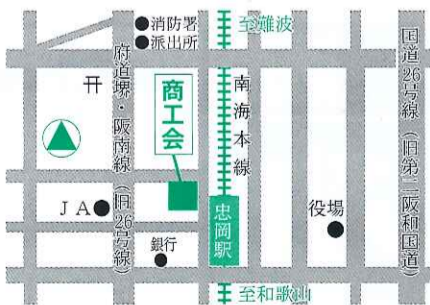 消防署
派出所
至難波
国道26号線（旧第二阪和国道）
府道堺・阪南線（旧26号線）
商工会
南海本線
JA
忠岡駅
役場
銀行
至和歌山